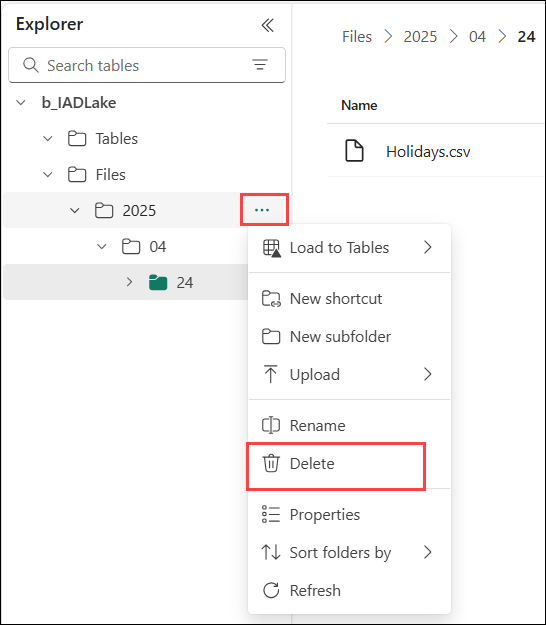 Explorer
Search tables
b_IADLake
Tables
Files
2025
04
24
Files > 2025 > 04 > 24
Name
Holidays.csv
Load to Tables
New shortcut
New subfolder
Upload
Rename
Delete
Properties
Sort folders by
Refresh